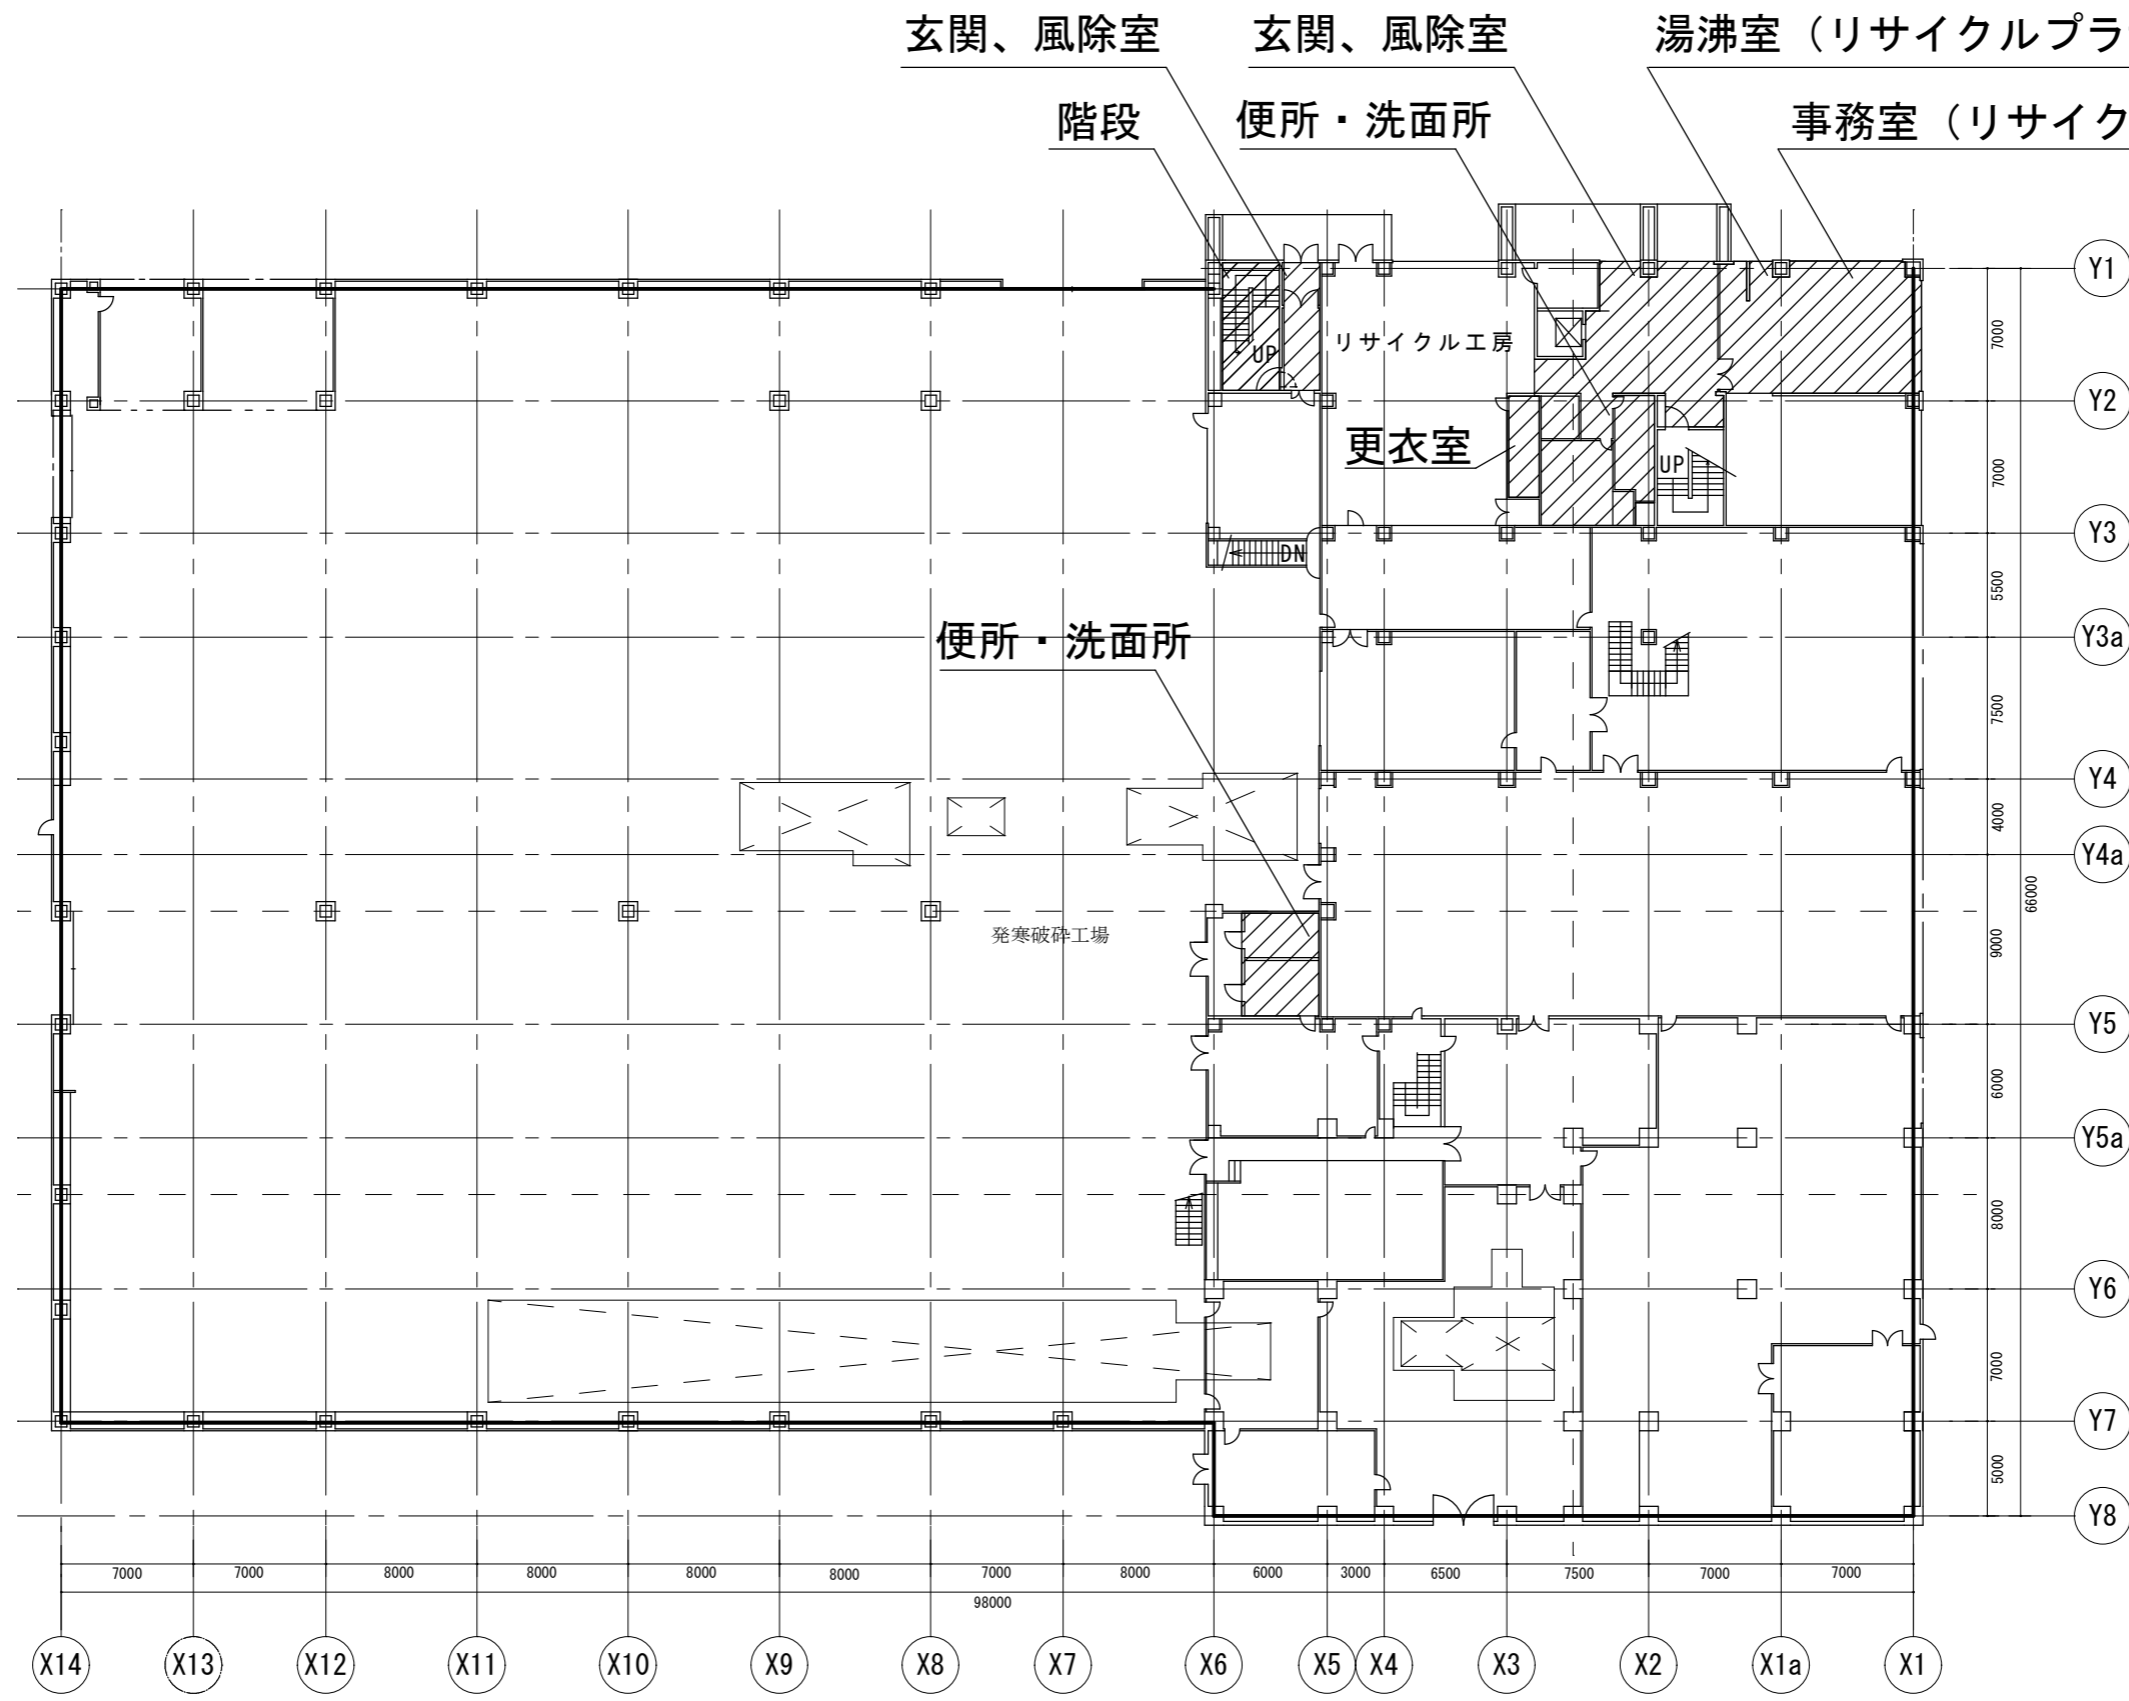 玄関、風除室
玄関、風除室
湯沸室（リサイクルプラ
階段
便所・洗面所
事務室（リサイク
Y1
リサイクル工房
7000
UP
Y2
更衣室
UP
7000
Y3
DN
5500
便所・洗面所
Y3a
7500
Y4
4000
Y4a
66000
発寒破砕工場
9000
Y5
6000
Y5a
8000
Y6
7000
Y7
5000
Y8
7000
7000
8000
8000
8000
8000
7000
8000
6000
3000
6500
7500
7000
7000
98000
X14
X13
X12
X11
X10
X9
X8
X7
X6
X5
X4
X3
X2
X1a
X1